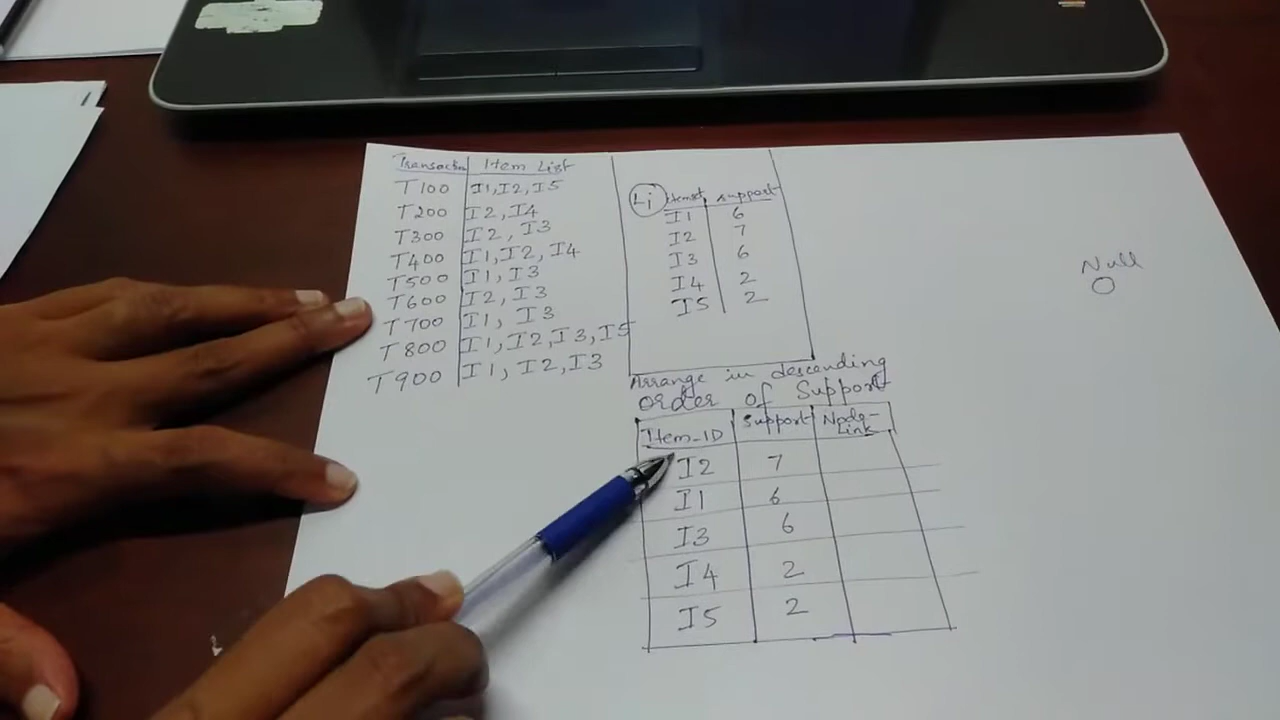 Transaction Item List
T100 I1, I2, I5
T200 I2, I4
T300 I2, I3
T400 I1, I2, I4
T500 I1, I3
T600 I2, I3
T700 I1, I3
T800 I1, I2, I3, I5
T900 I1, I2, I3
Li Itemset support
I1 6
I2 7
I3 6
I4 2
I5 2
Null
Arrange in descending
order of Support
Item-ID Support Node-
Link
I2 7
I1 6
I3 6
I4 2
I5 2